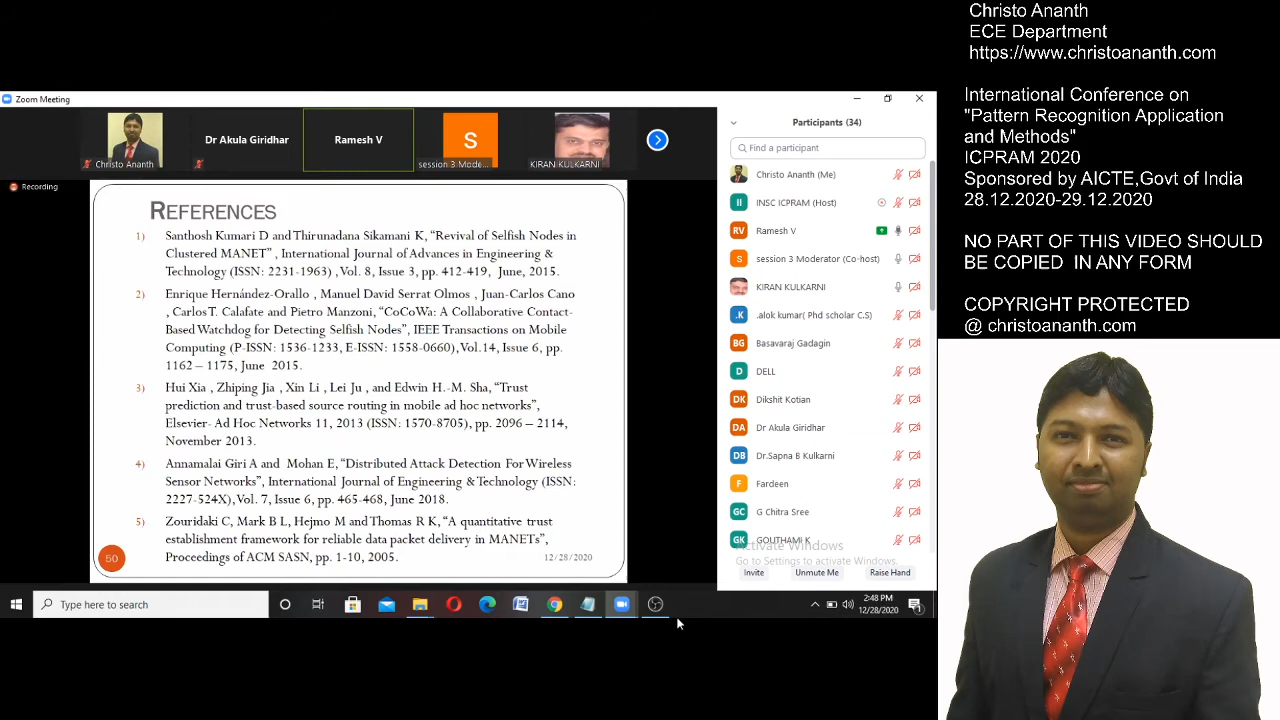 Christo Ananth
ECE Department
https://www.christoananth.com
International Conference on
"Pattern Recognition Application
and Methods"
ICPRAM 2020
Sponsored by AICTE,Govt of India
28.12.2020-29.12.2020
NO PART OF THIS VIDEO SHOULD
BE COPIED IN ANY FORM
COPYRIGHT PROTECTED
@ christoananth.com
Zoom Meeting
Christo Ananth
Dr Akula Giridhar
Ramesh V
S
session 3 Mode...
KIRAN KULKARNI
Recording
REFERENCES
1) Santhosh Kumari D and Thirunadana Sikamani K, “Revival of Selfish Nodes in
Clustered MANET” , International Journal of Advances in Engineering &
Technology (ISSN: 2231-1963) , Vol. 8, Issue 3, pp. 412-419, June, 2015.
2) Enrique Hernández-Orallo , Manuel David Serrat Olmos , Juan-Carlos Cano
, Carlos T. Calafate and Pietro Manzoni, “CoCoWa: A Collaborative Contact-
Based Watchdog for Detecting Selfish Nodes”, IEEE Transactions on Mobile
Computing (P-ISSN: 1536-1233, E-ISSN: 1558-0660), Vol.14, Issue 6, pp.
1162 – 1175, June 2015.
3) Hui Xia , Zhiping Jia , Xin Li , Lei Ju , and Edwin H.-M. Sha, “Trust
prediction and trust-based source routing in mobile ad hoc networks”,
Elsevier- Ad Hoc Networks 11, 2013 (ISSN: 1570-8705), pp. 2096 – 2114,
November 2013.
4) Annamalai Giri A and Mohan E, “Distributed Attack Detection For Wireless
Sensor Networks”, International Journal of Engineering & Technology (ISSN:
2227-524X), Vol. 7, Issue 6, pp. 465-468, June 2018.
5) Zouridaki C, Mark B L, Hejmo M and Thomas R K, “A quantitative trust
establishment framework for reliable data packet delivery in MANETs”,
Proceedings of ACM SASN, pp. 1-10, 2005.
50
12/28/2020
Participants (34)
Find a participant
Christo Ananth (Me)
II INSC ICPRAM (Host)
RV Ramesh V
S session 3 Moderator (Co-host)
KIRAN KULKARNI
.K .alok kumar( Phd scholar C.S)
BG Basavaraj Gadagin
D DELL
DK Dikshit Kotian
DA Dr Akula Giridhar
DB Dr.Sapna B Kulkarni
F Fardeen
GC G Chitra Sree
GK GOUTHAMI K
Activate Windows
Go to Settings to activate Windows.
Invite
Unmute Me
Raise Hand
Type here to search
2:48 PM
12/28/2020
1